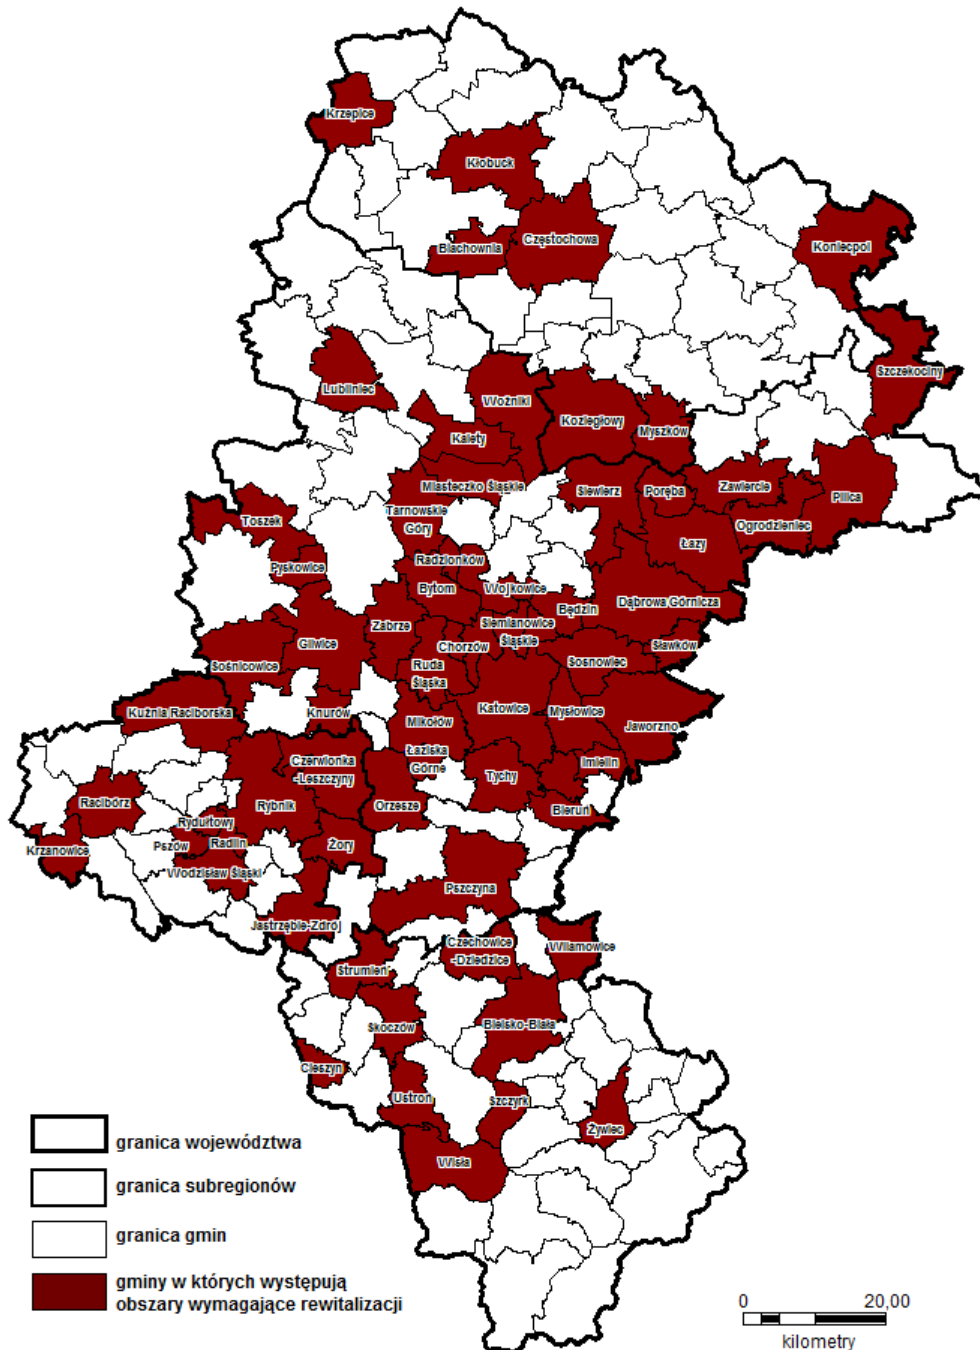 Krzepice
Kłobuck
Częstochowa
Blachownia
Koniecpol
Szczekociny
Lubliniec
Woźniki
Koziegłowy
Myszków
Kalety
Miasteczko Śląskie
Siewierz
Poręba
Zawiercie
Pilica
Tarnowskie
Góry
Toszek
Ogrodzieniec
Łazy
Radzionków
Pyskowice
Bytom
Wojkowice
Będzin
Dąbrowa Górnicza
Zabrze
Siemianowice
Śląskie
Gliwice
Chorzów
Sławków
Sośnicowice
Ruda
Śląska
Sosnowiec
Kuźnia Raciborska
Knurów
Katowice
Mysłowice
Mikołów
Jaworzno
Czerwionka
-Leszczyny
Łaziska
Górne
Imielin
Tychy
Racibórz
Rybnik
Orzesze
Bieruń
Rydułtowy
Pszów
Radlin
Żory
Krzanowice
Wodzisław Śląski
Pszczyna
Jastrzębie-Zdrój
Czechowice
-Dziedzice
Wilamowice
Strumień
Skoczów
Bielsko-Biała
Cieszyn
Ustroń
Szczyrk
Żywiec
Wisła
granica województwa
granica subregionów
granica gmin
gminy w których występują
obszary wymagające rewitalizacji
0 20,00
kilometry